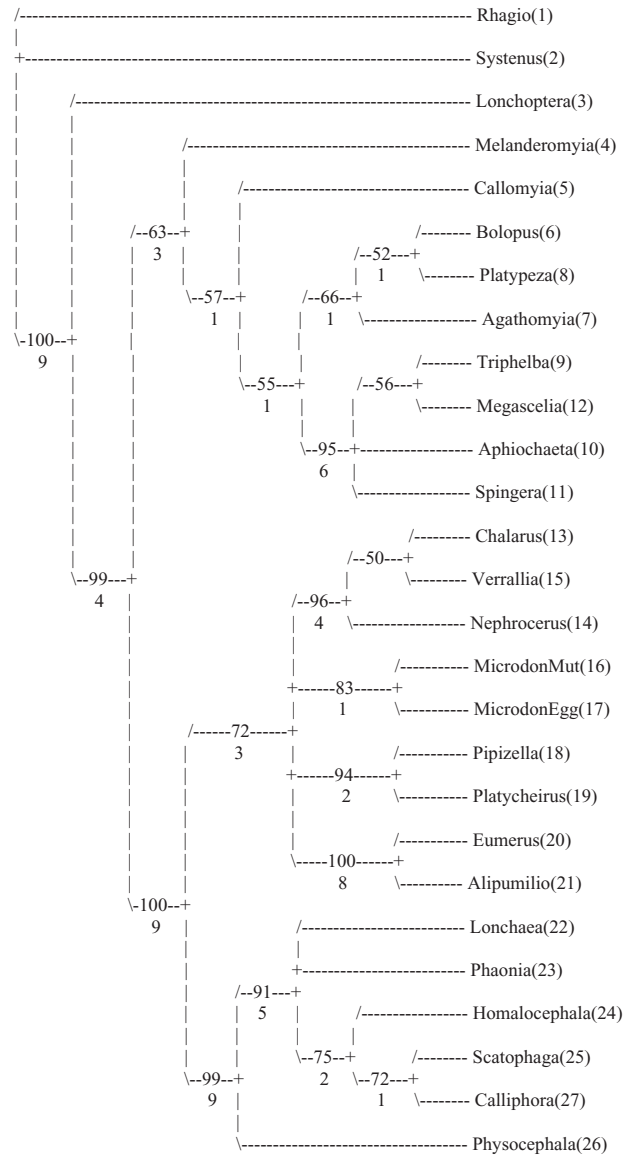 Rhagio(1)
Systenus(2)
Lonchoptera(3)
Melanderomyia(4)
Callomyia(5)
63
Bolopus(6)
3
52
1
Platypeza(8)
57
66
1
1
Agathomyia(7)
100
9
Triphelba(9)
55
56
1
Megascelia(12)
95
Aphiochaeta(10)
6
Spingera(11)
Chalarus(13)
50
99
Verrallia(15)
4
96
4
Nephrocerus(14)
MicrodonMut(16)
83
1
MicrodonEgg(17)
72
3
Pipizella(18)
94
2
Platycheirus(19)
Eumerus(20)
100
8
Alipumilio(21)
100
9
Lonchaea(22)
Phaonia(23)
91
5
Homalocephala(24)
75
Scatophaga(25)
2
99
72
9
1
Calliphora(27)
Physocephala(26)